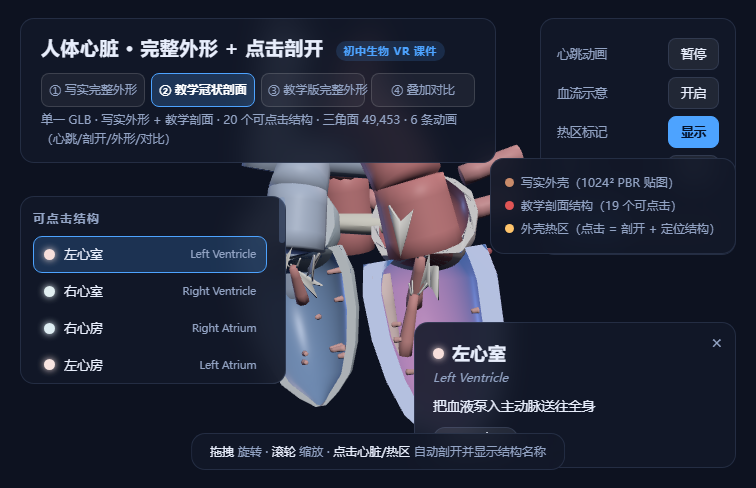 人体心脏 · 完整外形 + 点击剖开
初中生物 VR 课件
① 写实完整外形
② 教学冠状剖面
③ 教学版完整外形
④ 叠加对比
单一 GLB · 写实外形 + 教学剖面 · 20 个可点击结构 · 三角面 49,453 · 6 条动画
（心跳/剖开/外形/对比）
心跳动画 暂停
血流示意 开启
热区标记 显示
写实外壳（1024² PBR 贴图）
教学剖面结构（19 个可点击）
外壳热区（点击 = 剖开 + 定位结构）
可点击结构
左心室 Left Ventricle
右心室 Right Ventricle
右心房 Right Atrium
左心房 Left Atrium
左心室 ✕
Left Ventricle
把血液泵入主动脉送往全身
拖拽 旋转 · 滚轮 缩放 · 点击心脏/热区 自动剖开并显示结构名称